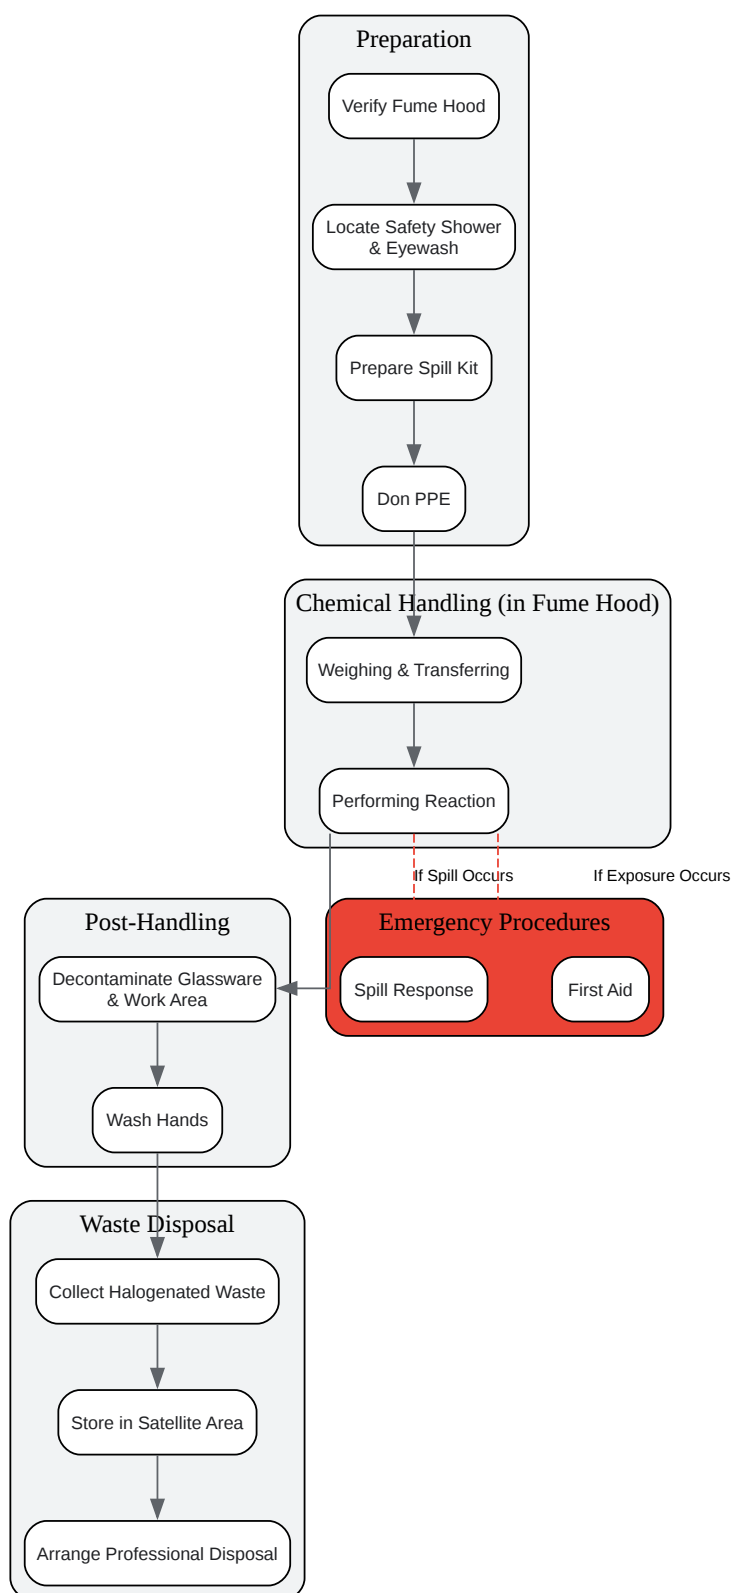 Preparation
Verify Fume Hood
Locate Safety Shower
& Eyewash
Prepare Spill Kit
Don PPE
Chemical Handling (in Fume Hood)
Weighing & Transferring
Performing Reaction
If Spill Occurs
If Exposure Occurs
Post-Handling
Decontaminate Glassware
& Work Area
Wash Hands
Emergency Procedures
Spill Response
First Aid
Waste Disposal
Collect Halogenated Waste
Store in Satellite Area
Arrange Professional Disposal